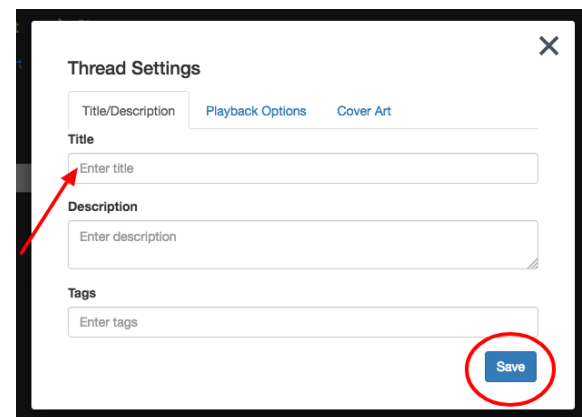 Thread Settings
Title/Description Playback Options Cover Art
Title
Enter title
Description
Enter description
Tags
Enter tags
Save